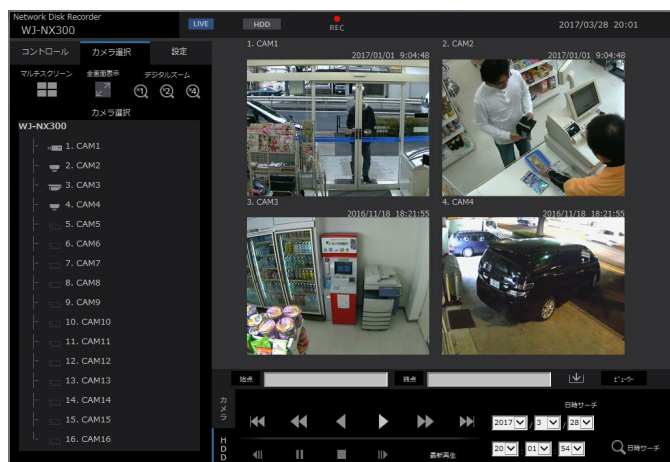 Network Disk Recorder
WJ-NX300
LIVE
HDD
REC
2017/03/28 20:01
コントロール
カメラ選択
設定
マルチスクリーン
全画面表示
デジタルズーム
x1
x2
x4
カメラ選択
WJ-NX300
1. CAM1
2. CAM2
3. CAM3
4. CAM4
5. CAM5
6. CAM6
7. CAM7
8. CAM8
9. CAM9
10. CAM10
11. CAM11
12. CAM12
13. CAM13
14. CAM14
15. CAM15
16. CAM16
1. CAM1
2017/01/01 9:04:48
2. CAM2
2017/01/01 9:04:48
3. CAM3
2016/11/18 18:21:55
4. CAM4
2016/11/18 18:21:55
始点
終点
ビューワー
カメラ
HDD
最新再生
日時サーチ
2017 / 3 / 28
20 : 01 : 54
日時サーチ